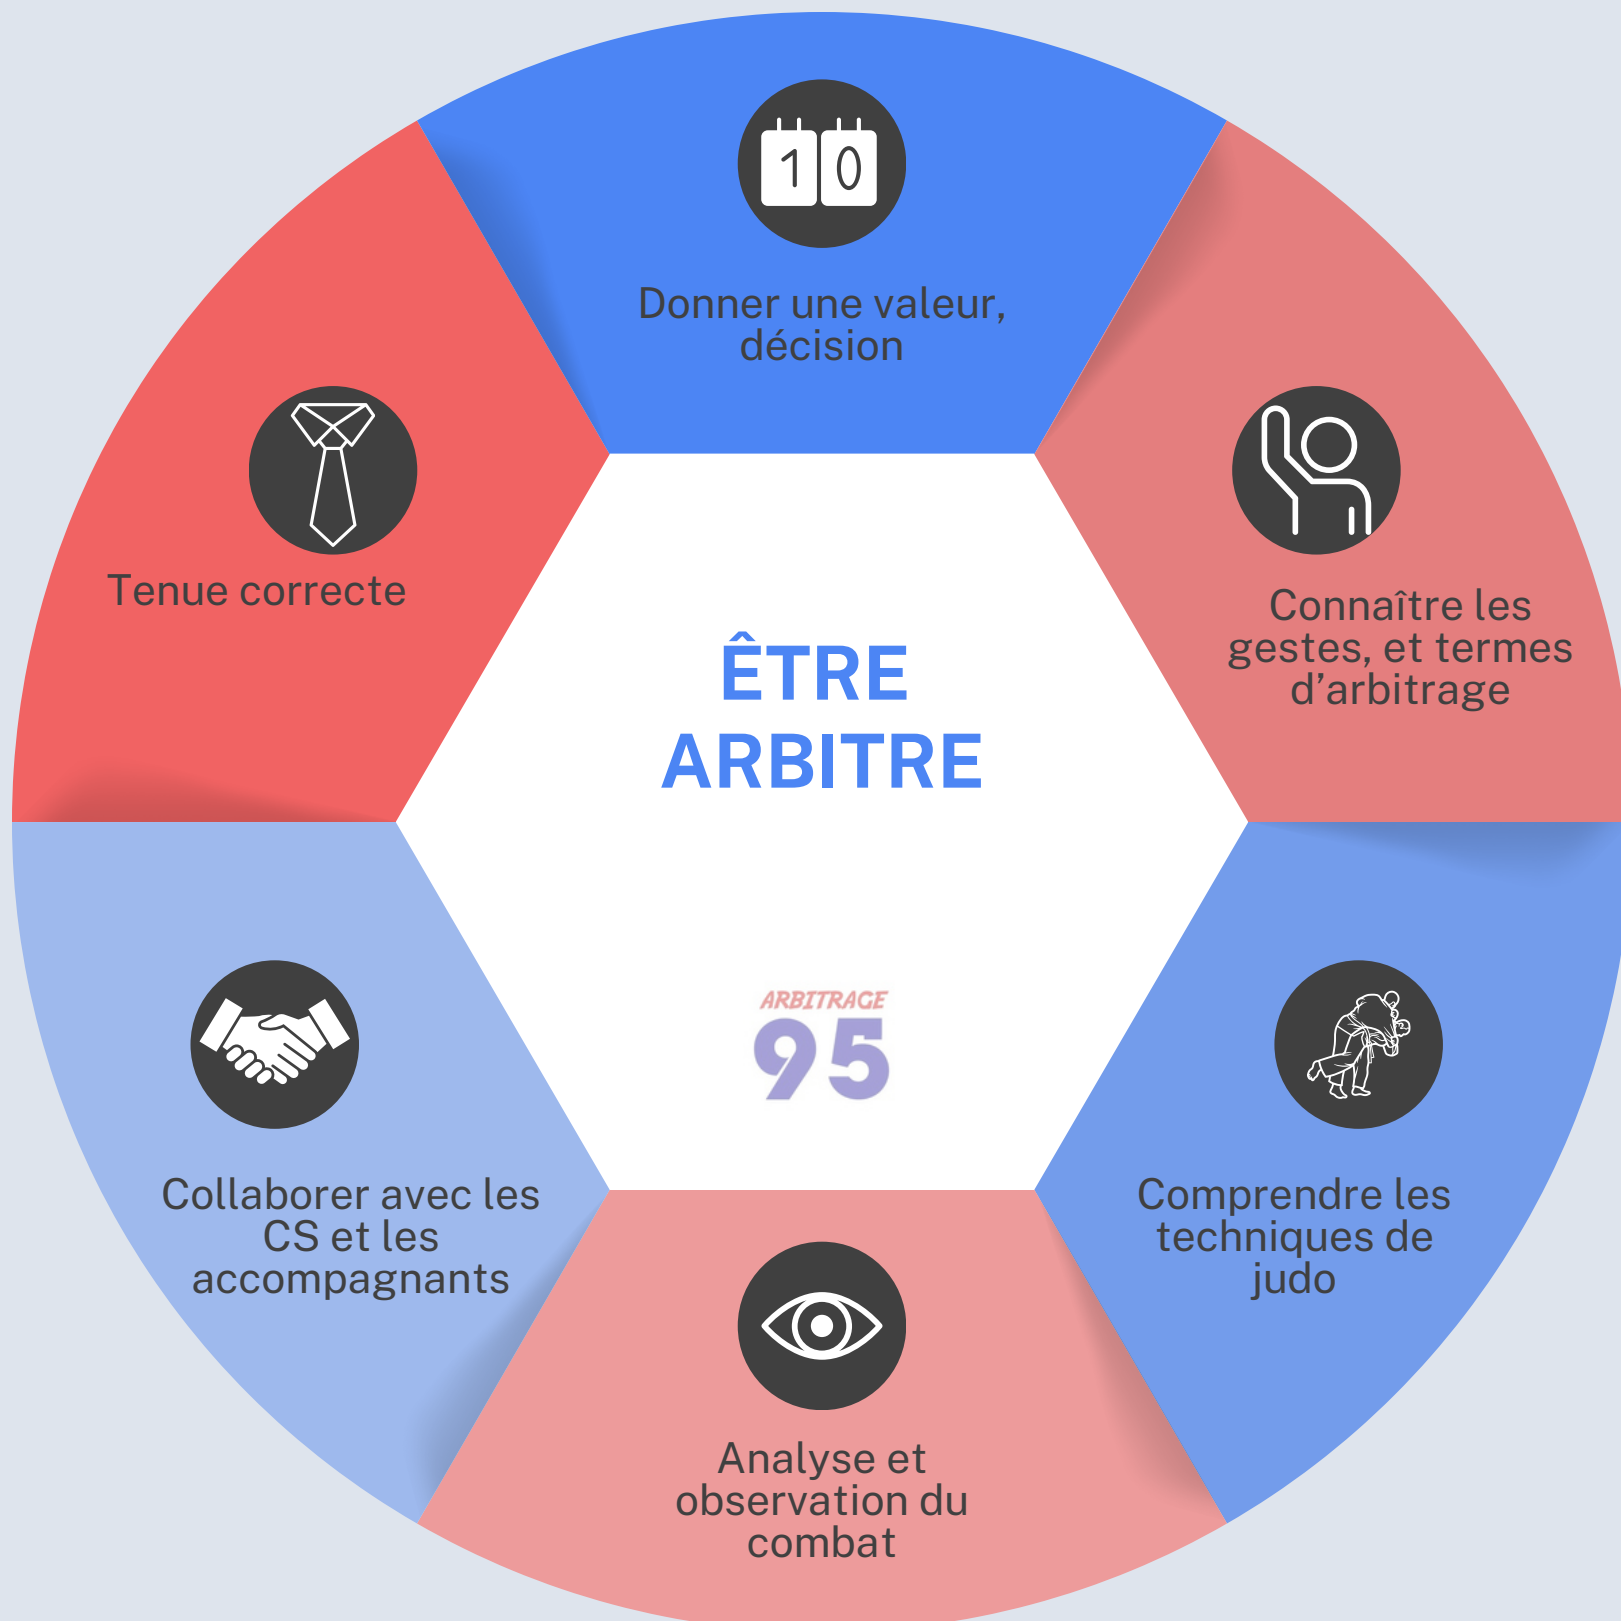 1 0
Donner une valeur,
décision
Connaître les
gestes, et termes
d’arbitrage
Comprendre les
techniques de
judo
Analyse et
observation du
combat
Collaborer avec les
CS et les
accompagnants
Tenue correcte
ÊTRE
ARBITRE
ARBITRAGE
95